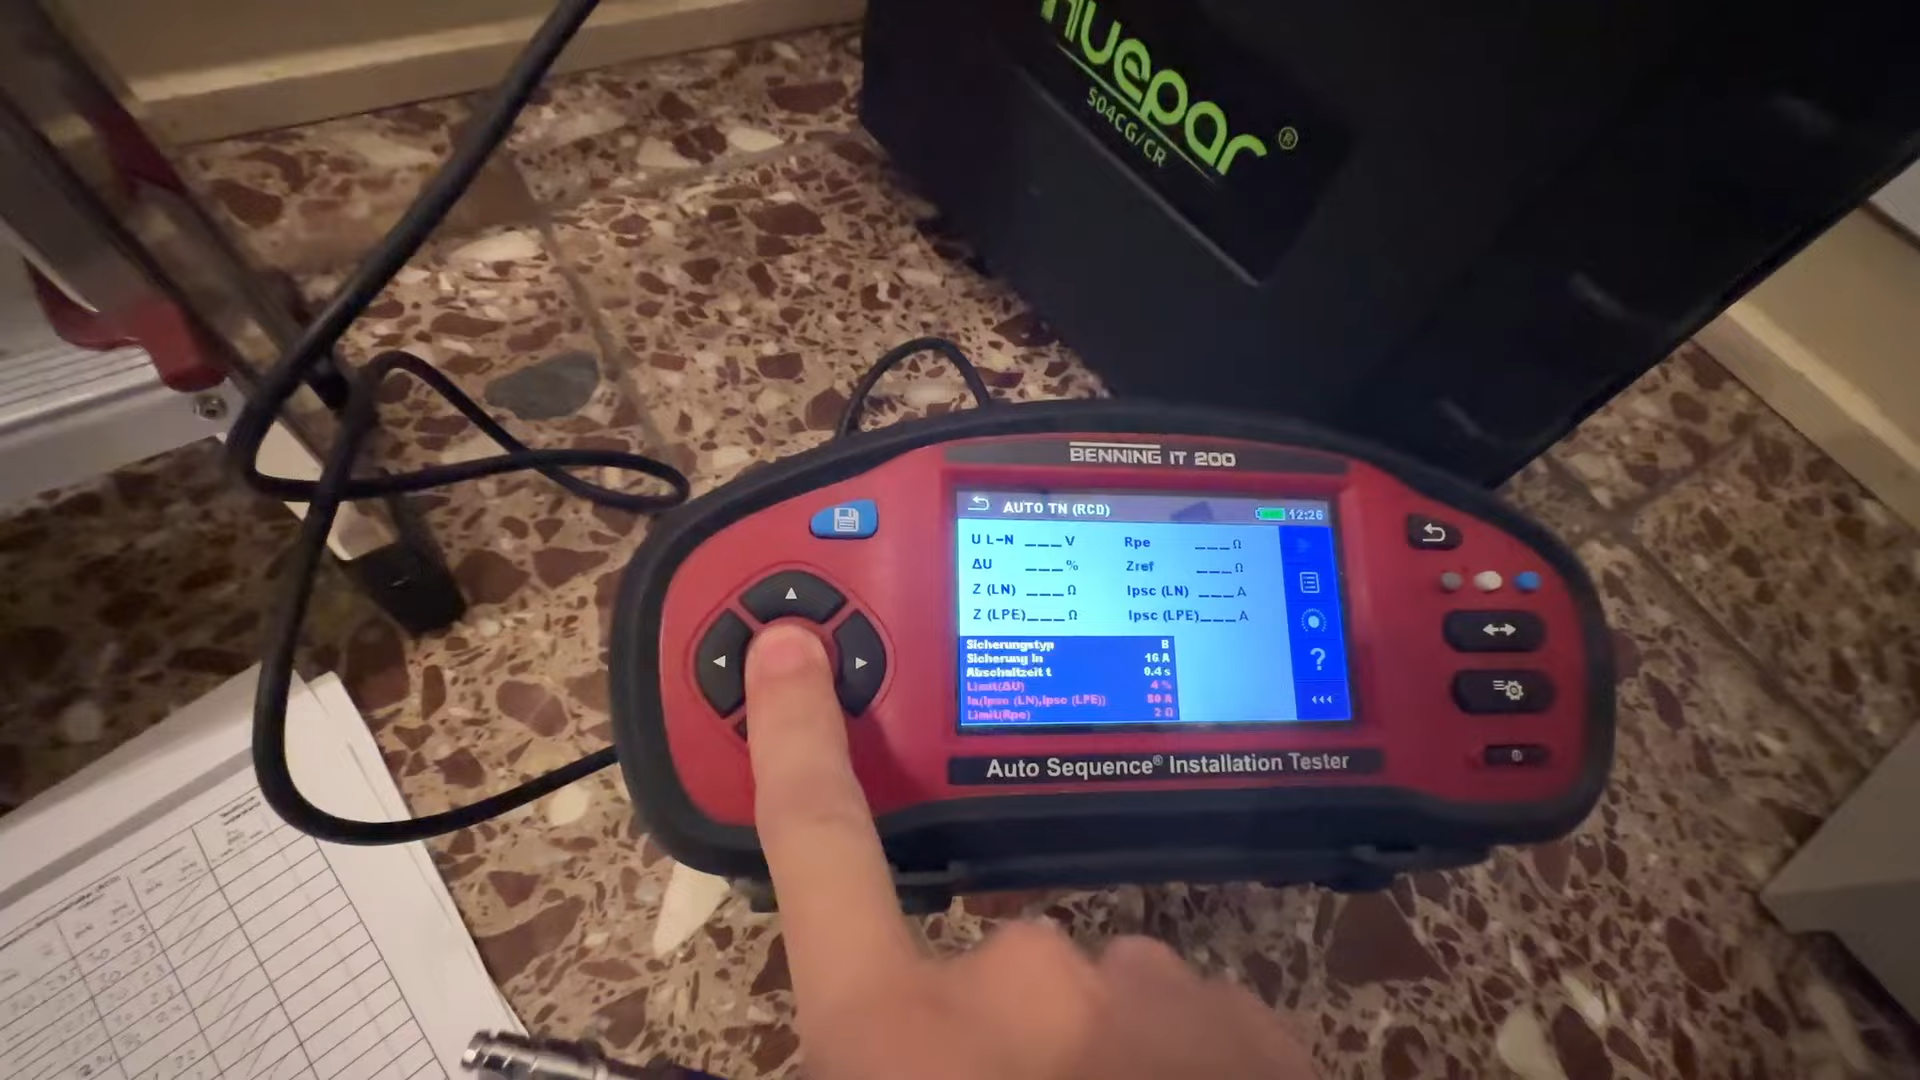 huepar®
S04CG/CR
BENNING IT 200
AUTO TN (RCD)
12:26
U L-N ___V
Rpe ___Ω
ΔU ___%
Zref ___Ω
Z (LN) ___Ω
Ipsc (LN) ___A
Z (LPE)___Ω
Ipsc (LPE)___A
Sicherungstyp B
Sicherung In 16 A
Abschaltzeit t 0.4 s
Limit(ΔU) 4 %
Ia(Ipsc (LN),Ipsc (LPE)) 80 A
Limit(Rpe) 2 Ω
?
Auto Sequence® Installation Tester